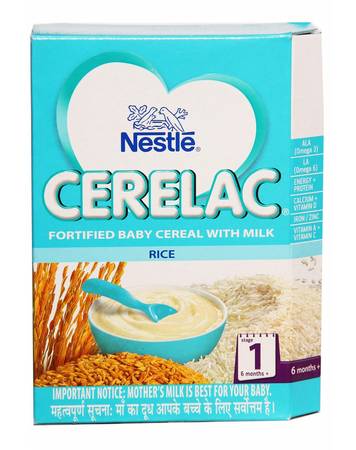 Nestlé®
CERELAC®
FORTIFIED BABY CEREAL WITH MILK
RICE
ALA
(Omega 3)
LA
(Omega 6)
ENERGY +
PROTEIN
CALCIUM +
VITAMIN D
IRON / ZINC
VITAMIN A +
VITAMIN C
stage
1
6 months +
6 months +
IMPORTANT NOTICE: MOTHER'S MILK IS BEST FOR YOUR BABY.
महत्वपूर्ण सूचना: माँ का दूध आपके बच्चे के लिए सर्वोत्तम है।